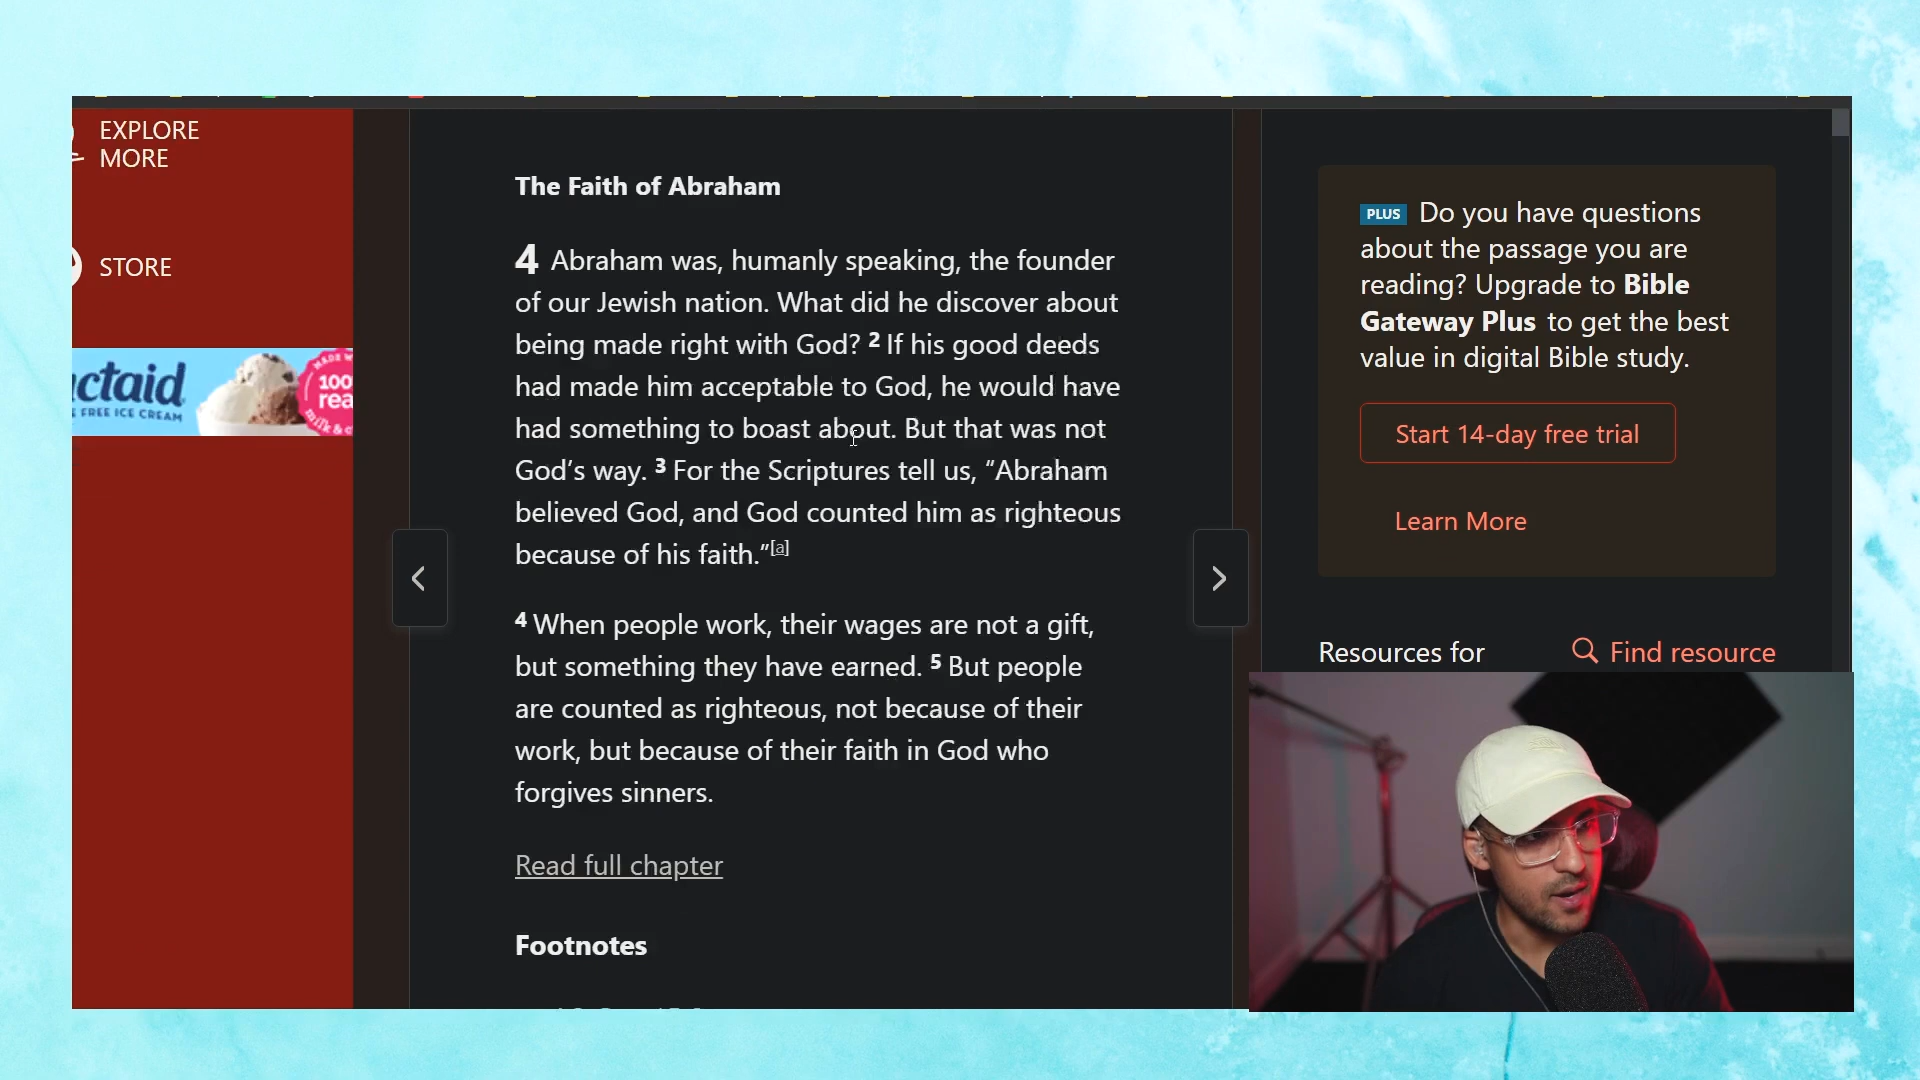 EXPLORE
MORE
STORE
FREE ICE CREAM
MADE W
100
rea
milk & c
The Faith of Abraham
4 Abraham was, humanly speaking, the founder
of our Jewish nation. What did he discover about
being made right with God? 2 If his good deeds
had made him acceptable to God, he would have
had something to boast about. But that was not
God’s way. 3 For the Scriptures tell us, “Abraham
believed God, and God counted him as righteous
because of his faith.”[a]
4 When people work, their wages are not a gift,
but something they have earned. 5 But people
are counted as righteous, not because of their
work, but because of their faith in God who
forgives sinners.
Read full chapter
Footnotes
PLUS Do you have questions
about the passage you are
reading? Upgrade to Bible
Gateway Plus to get the best
value in digital Bible study.
Start 14-day free trial
Learn More
Resources for
Find resource